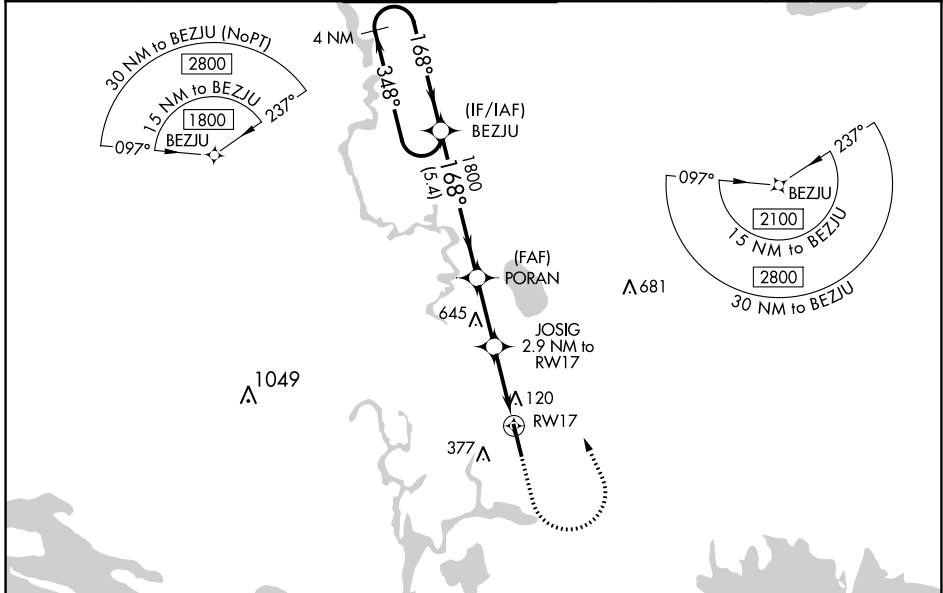 4 NM
168°
348°
30 NM to BEZJU (NoPT)
2800
15 NM to BEZJU
1800
BEZJU
097°
237°
(IF/IAF)
BEZJU
1800
168°
(5.4)
237°
097°
BEZJU
2100
15 NM to BEZJU
2800
30 NM to BEZJU
(FAF)
PORAN
681
645
JOSIG
2.9 NM to
RW17
1049
120
RW17
377